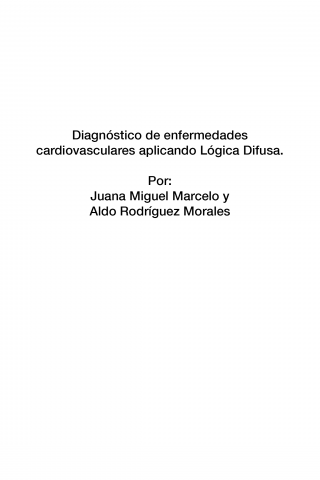 Diagnóstico de enfermedades
cardiovasculares aplicando Lógica Difusa.
Por:
Juana Miguel Marcelo y
Aldo Rodríguez Morales